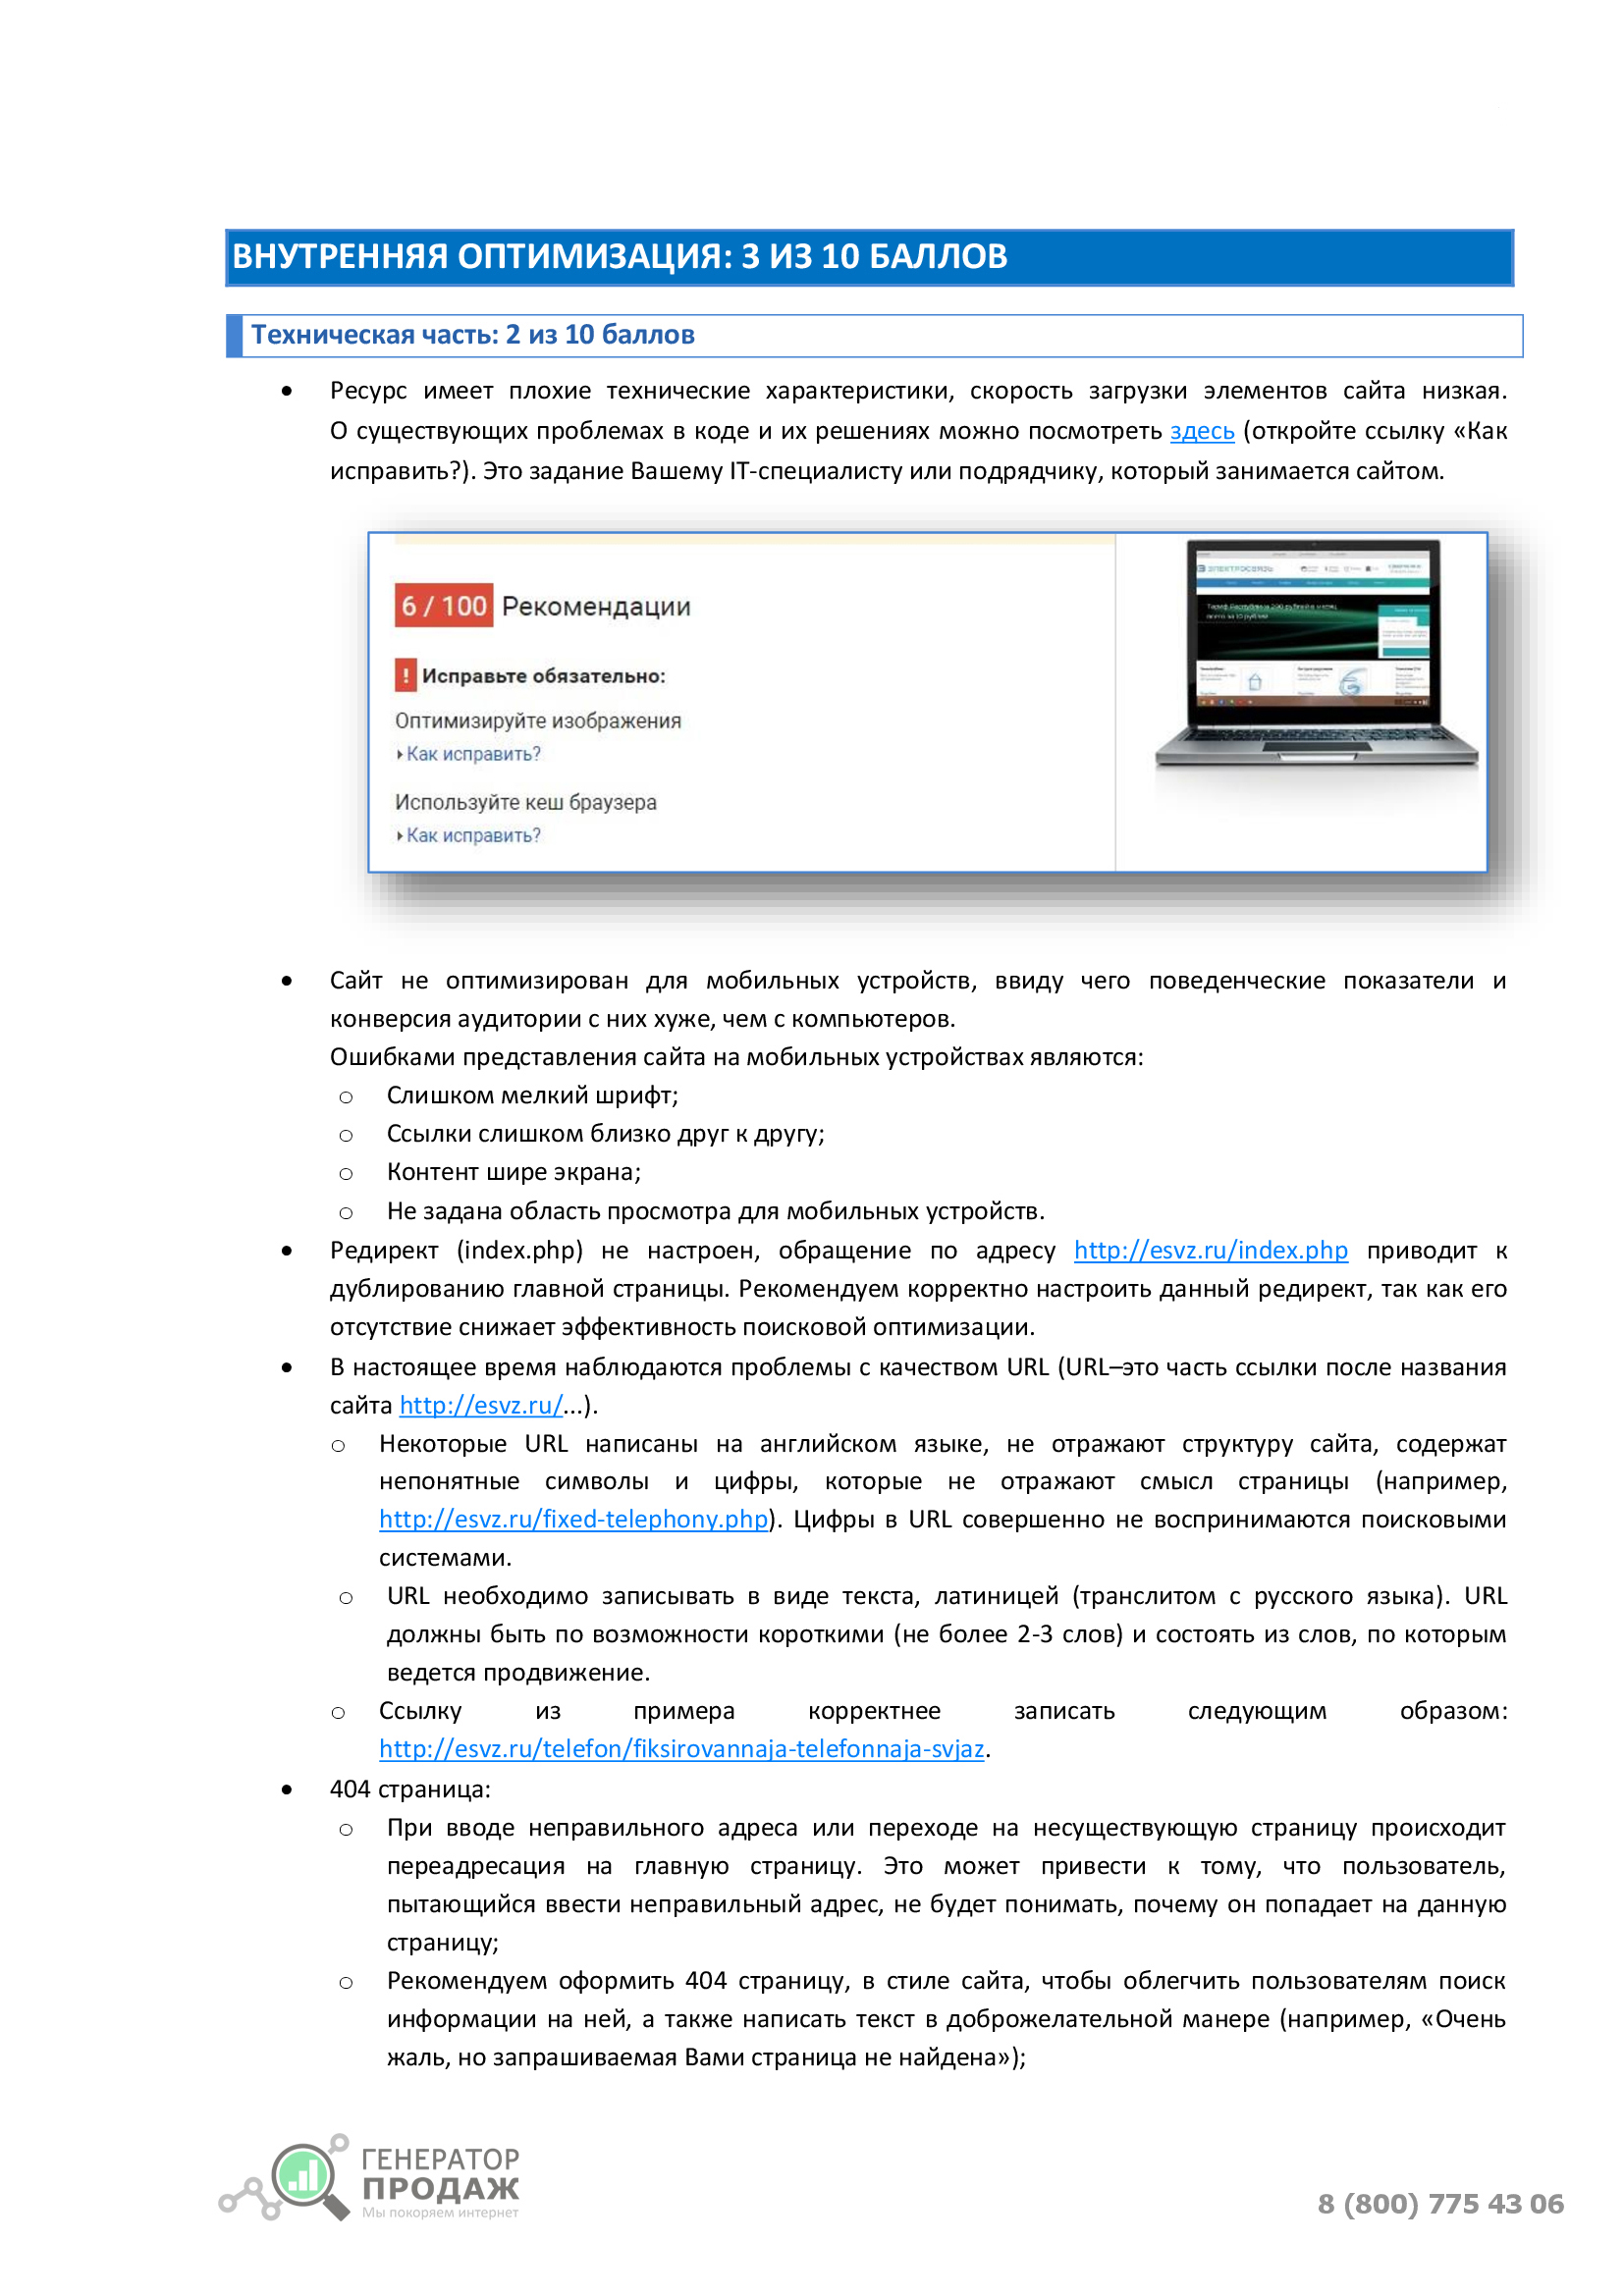 ВНУТРЕННЯЯ ОПТИМИЗАЦИЯ: 3 ИЗ 10 БАЛЛОВ
Техническая часть: 2 из 10 баллов
• Ресурс имеет плохие технические характеристики, скорость загрузки элементов сайта низкая.
О существующих проблемах в коде и их решениях можно посмотреть здесь (откройте ссылку «Как
исправить?). Это задание Вашему IT-специалисту или подрядчику, который занимается сайтом.
6 / 100 Рекомендации
! Исправьте обязательно:
Оптимизируйте изображения
Как исправить?
Используйте кеш браузера
Как исправить?
ЭЛЕКТРОСВЯЗЬ
• Сайт не оптимизирован для мобильных устройств, ввиду чего поведенческие показатели и
конверсия аудитории с них хуже, чем с компьютеров.
Ошибками представления сайта на мобильных устройствах являются:
o Слишком мелкий шрифт;
o Ссылки слишком близко друг к другу;
o Контент шире экрана;
o Не задана область просмотра для мобильных устройств.
• Редирект (index.php) не настроен, обращение по адресу http://esvz.ru/index.php приводит к
дублированию главной страницы. Рекомендуем корректно настроить данный редирект, так как его
отсутствие снижает эффективность поисковой оптимизации.
• В настоящее время наблюдаются проблемы с качеством URL (URL–это часть ссылки после названия
сайта http://esvz.ru/...).
o Некоторые URL написаны на английском языке, не отражают структуру сайта, содержат
непонятные символы и цифры, которые не отражают смысл страницы (например,
http://esvz.ru/fixed-telephony.php). Цифры в URL совершенно не воспринимаются поисковыми
системами.
o URL необходимо записывать в виде текста, латиницей (транслитом с русского языка). URL
должны быть по возможности короткими (не более 2-3 слов) и состоять из слов, по которым
ведется продвижение.
o Ссылку из примера корректнее записать следующим образом:
http://esvz.ru/telefon/fiksirovannaja-telefonnaja-svjaz.
• 404 страница:
o При вводе неправильного адреса или переходе на несуществующую страницу происходит
переадресация на главную страницу. Это может привести к тому, что пользователь,
пытающийся ввести неправильный адрес, не будет понимать, почему он попадает на данную
страницу;
o Рекомендуем оформить 404 страницу, в стиле сайта, чтобы облегчить пользователям поиск
информации на ней, а также написать текст в доброжелательной манере (например, «Очень
жаль, но запрашиваемая Вами страница не найдена»);
ГЕНЕРАТОР
ПРОДАЖ
Мы покоряем интернет
8 (800) 775 43 06